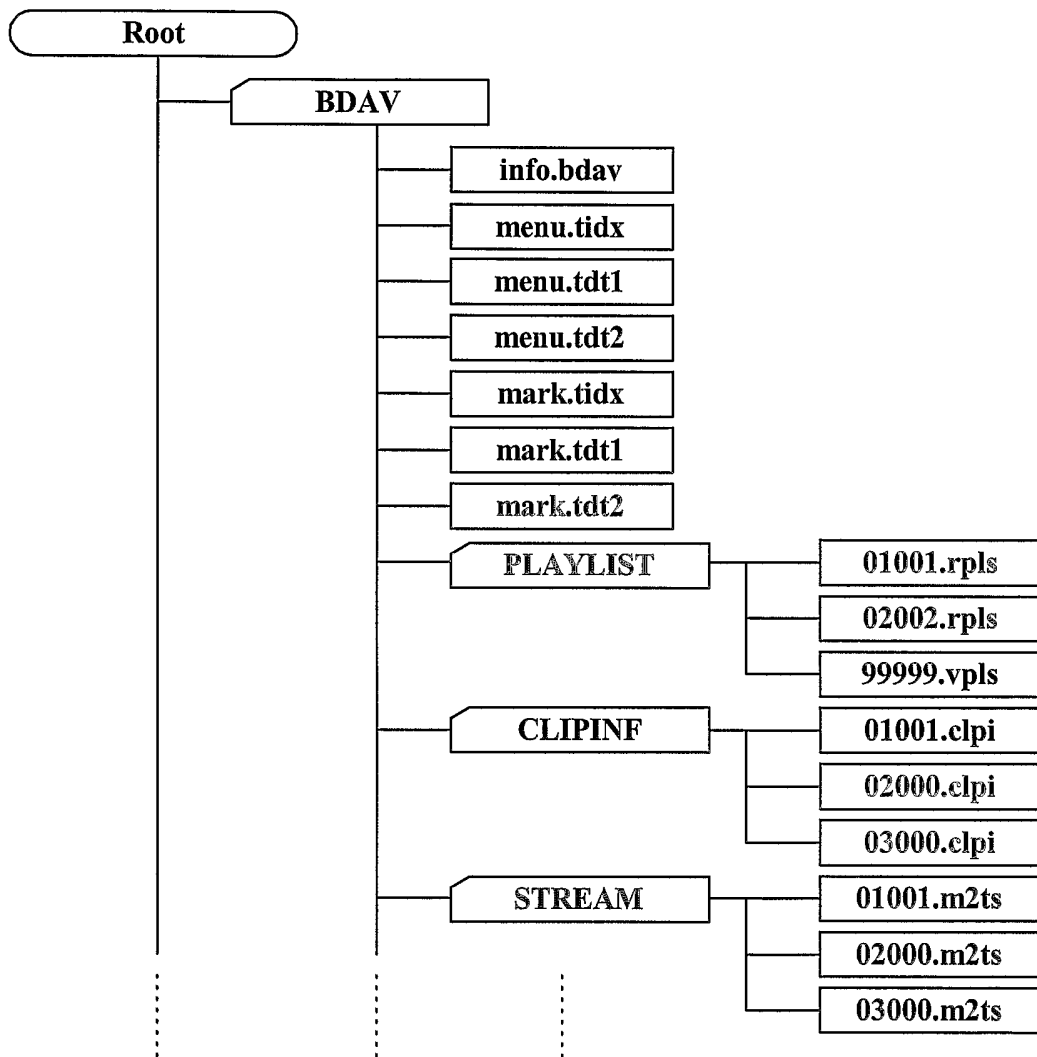 Root
BDAV
info.bdav
menu.tidx
menu.tdt1
menu.tdt2
mark.tidx
mark.tdt1
mark.tdt2
PLAYLIST
01001.rpls
02002.rpls
99999.vpls
CLIPINF
01001.clpi
02000.clpi
03000.clpi
STREAM
01001.m2ts
02000.m2ts
03000.m2ts